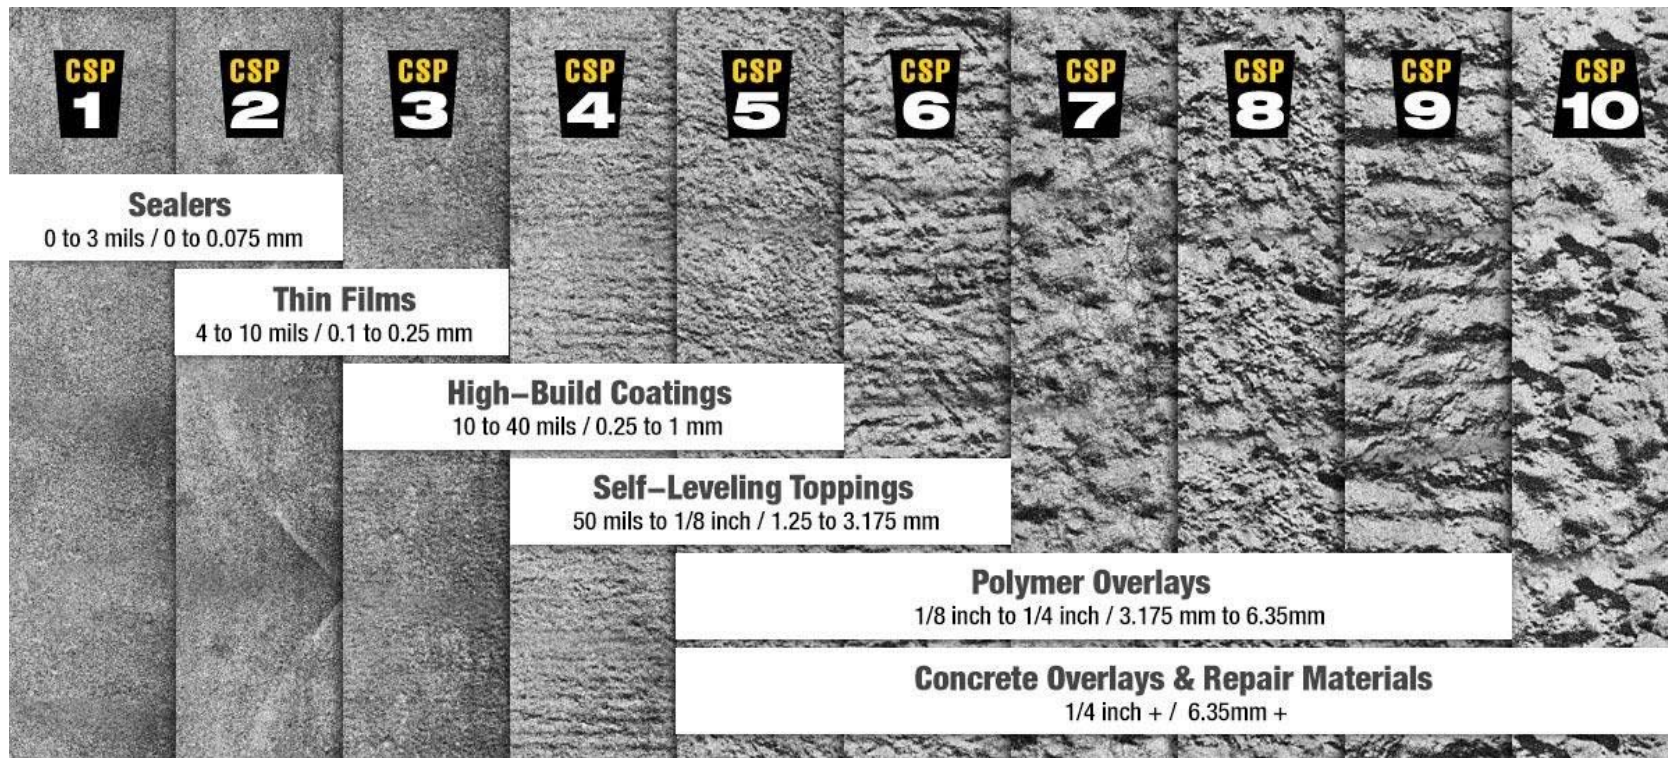 CSP 1
CSP 2
CSP 3
CSP 4
CSP 5
CSP 6
CSP 7
CSP 8
CSP 9
CSP 10
Sealers
0 to 3 mils / 0 to 0.075 mm
Thin Films
4 to 10 mils / 0.1 to 0.25 mm
High–Build Coatings
10 to 40 mils / 0.25 to 1 mm
Self–Leveling Toppings
50 mils to 1/8 inch / 1.25 to 3.175 mm
Polymer Overlays
1/8 inch to 1/4 inch / 3.175 mm to 6.35mm
Concrete Overlays & Repair Materials
1/4 inch + /  6.35mm +